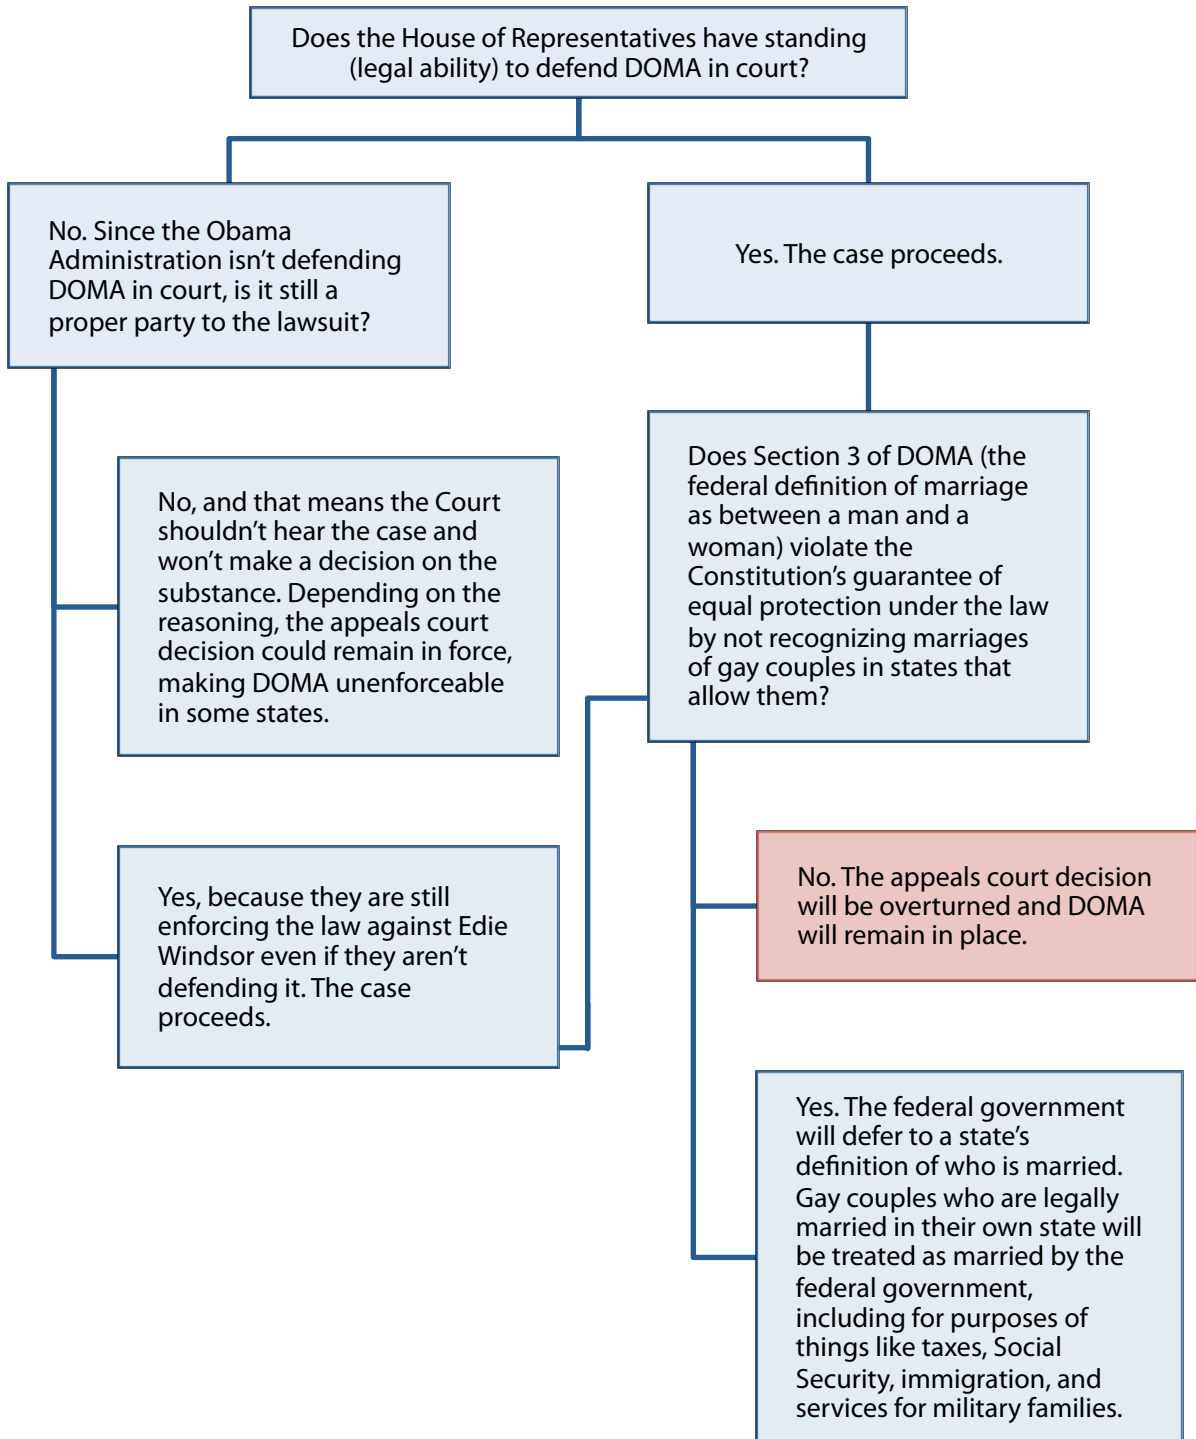 Does the House of Representatives have standing
(legal ability) to defend DOMA in court?
No. Since the Obama
Administration isn’t defending
DOMA in court, is it still a
proper party to the lawsuit?
Yes. The case proceeds.
No, and that means the Court
shouldn’t hear the case and
won’t make a decision on the
substance. Depending on the
reasoning, the appeals court
decision could remain in force,
making DOMA unenforceable
in some states.
Does Section 3 of DOMA (the
federal definition of marriage
as between a man and a
woman) violate the
Constitution’s guarantee of
equal protection under the law
by not recognizing marriages
of gay couples in states that
allow them?
Yes, because they are still
enforcing the law against Edie
Windsor even if they aren’t
defending it. The case
proceeds.
No. The appeals court decision
will be overturned and DOMA
will remain in place.
Yes. The federal government
will defer to a state’s
definition of who is married.
Gay couples who are legally
married in their own state will
be treated as married by the
federal government,
including for purposes of
things like taxes, Social
Security, immigration, and
services for military families.